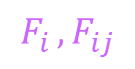 F_i , F_{ij}